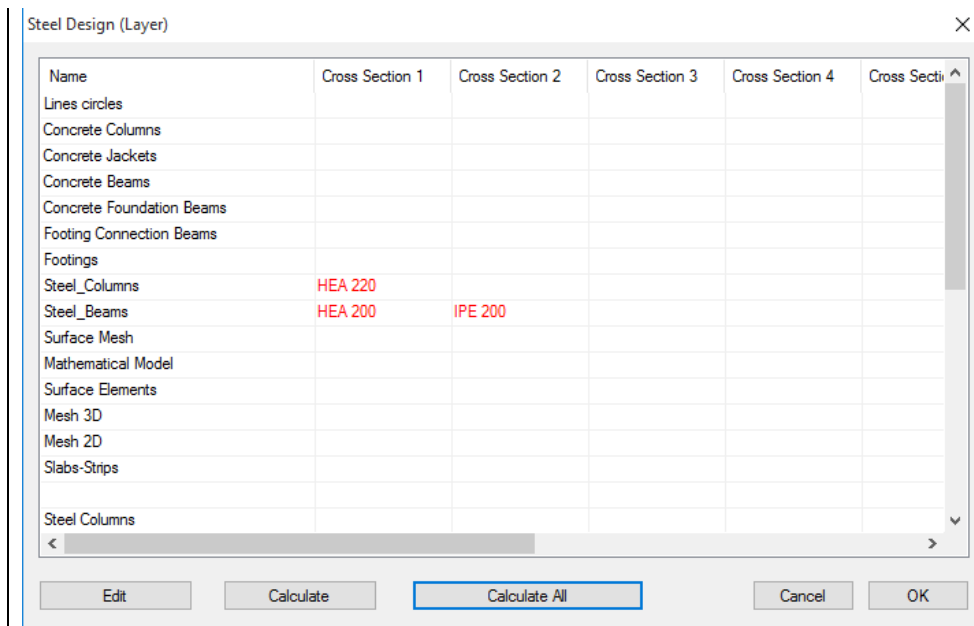 Steel Design (Layer)
Name Cross Section 1 Cross Section 2 Cross Section 3 Cross Section 4 Cross Secti
Lines circles
Concrete Columns
Concrete Jackets
Concrete Beams
Concrete Foundation Beams
Footing Connection Beams
Footings
Steel_Columns HEA 220
Steel_Beams HEA 200 IPE 200
Surface Mesh
Mathematical Model
Surface Elements
Mesh 3D
Mesh 2D
Slabs-Strips
Steel Columns
Edit Calculate Calculate All Cancel OK